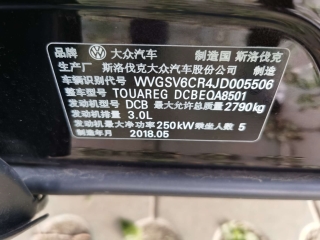 品牌 大众汽车 制造国 斯洛伐克
生产厂 斯洛伐克大众汽车股份公司
车辆识别代号 WVGSV6CR4JD005506
整车型号 TOUAREG DCBEOA8501
发动机型号 DCB 最大允许总质量 2790kg
发动机排量 3.0L
发动机最大净功率 250kW 乘坐人数 5
制造年月 2018.05